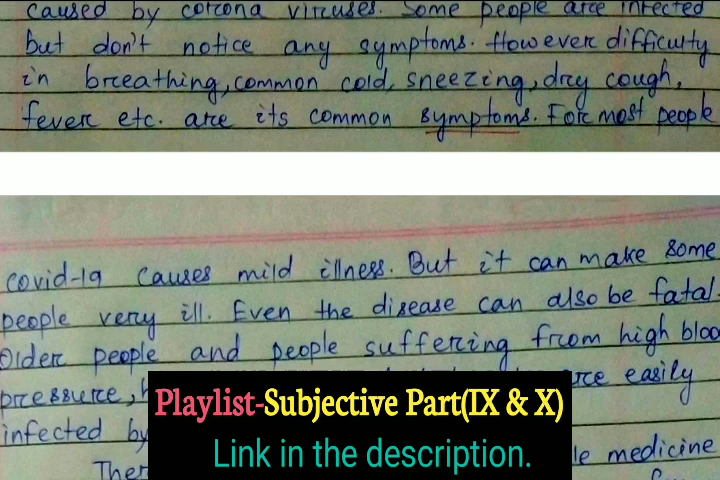 caused by corona viruses. Some people are infected
but don't notice any symptoms. However difficulty
in breathing, common cold, sneezing, dry cough,
fever etc. are its common symptoms. For most people
covid-19 causes mild illness. But it can make some
people very ill. Even the disease can also be fatal.
Older people and people suffering from high bloo
pressure, are easily
infected by
Ther le medicine
Playlist-Subjective Part(IX & X)
Link in the description.